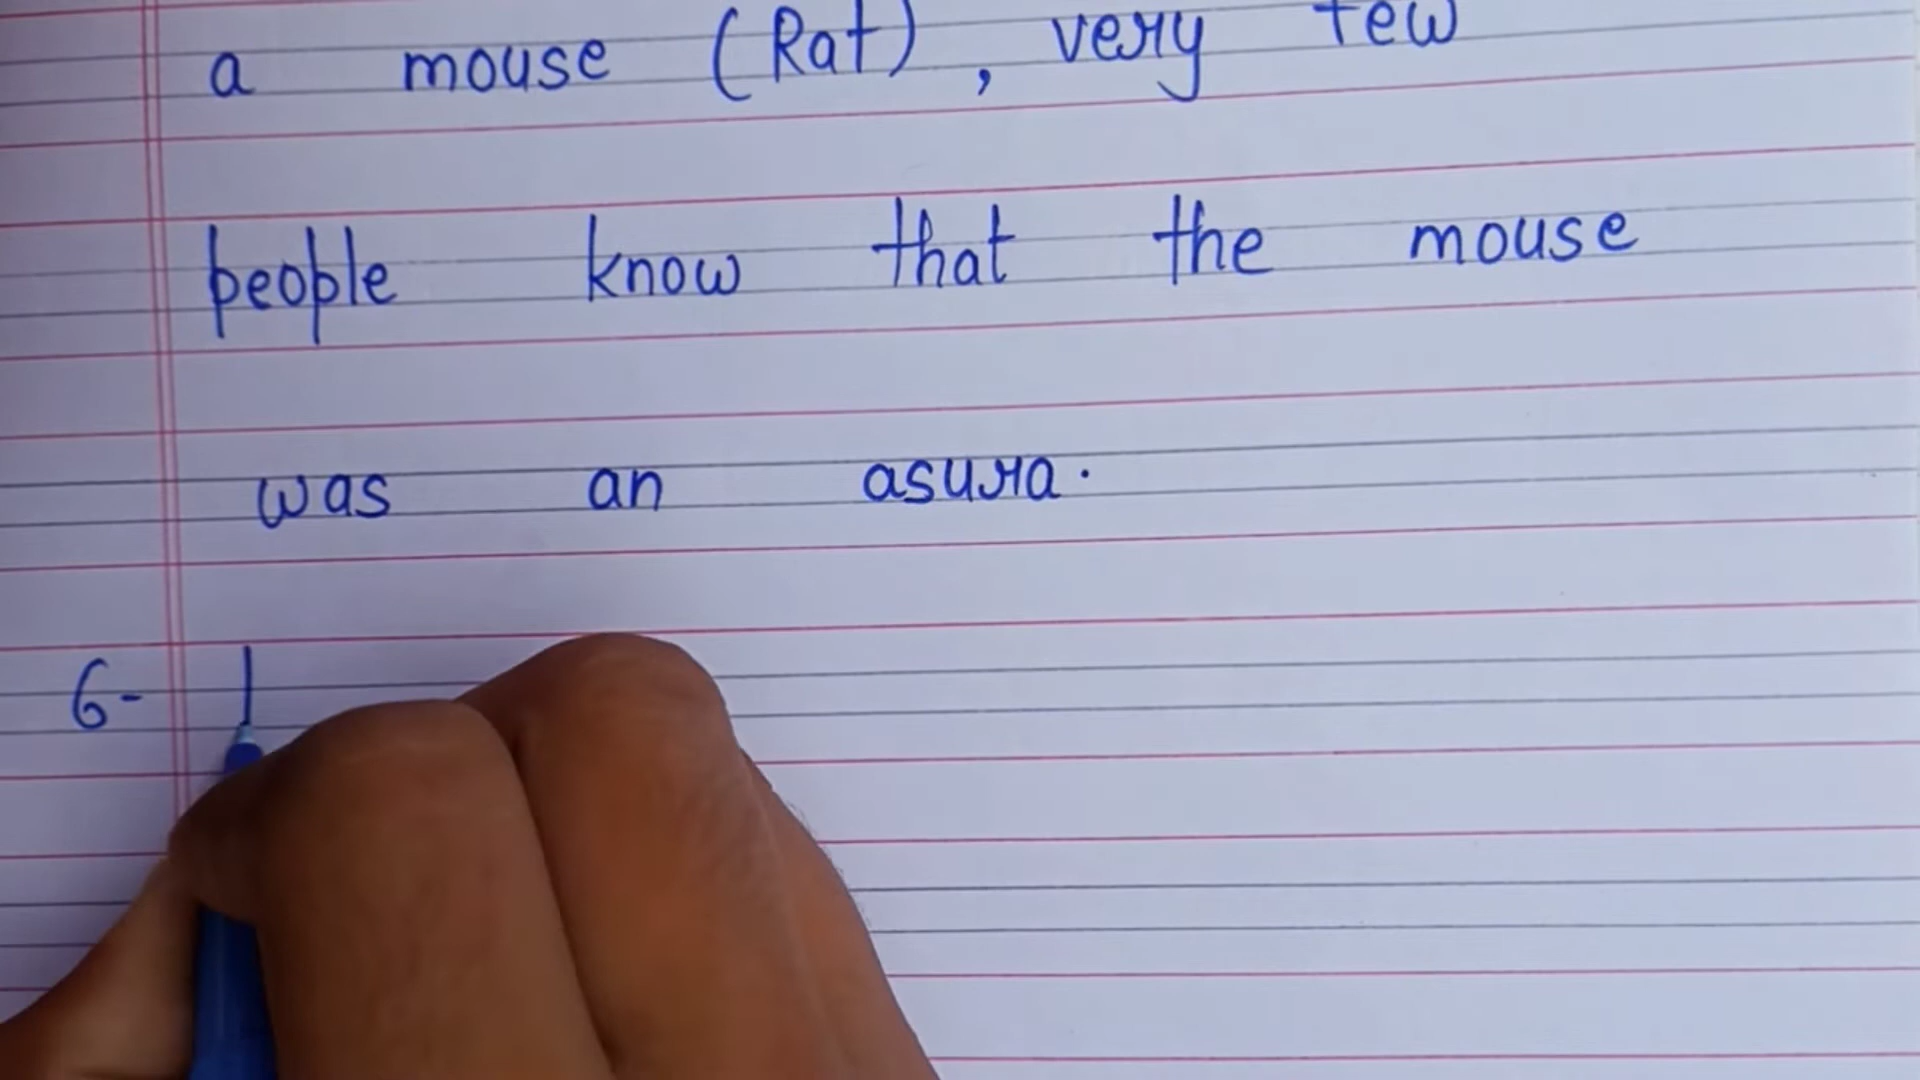 a mouse (Rat), very few
people know that the mouse
was an asura.
6-